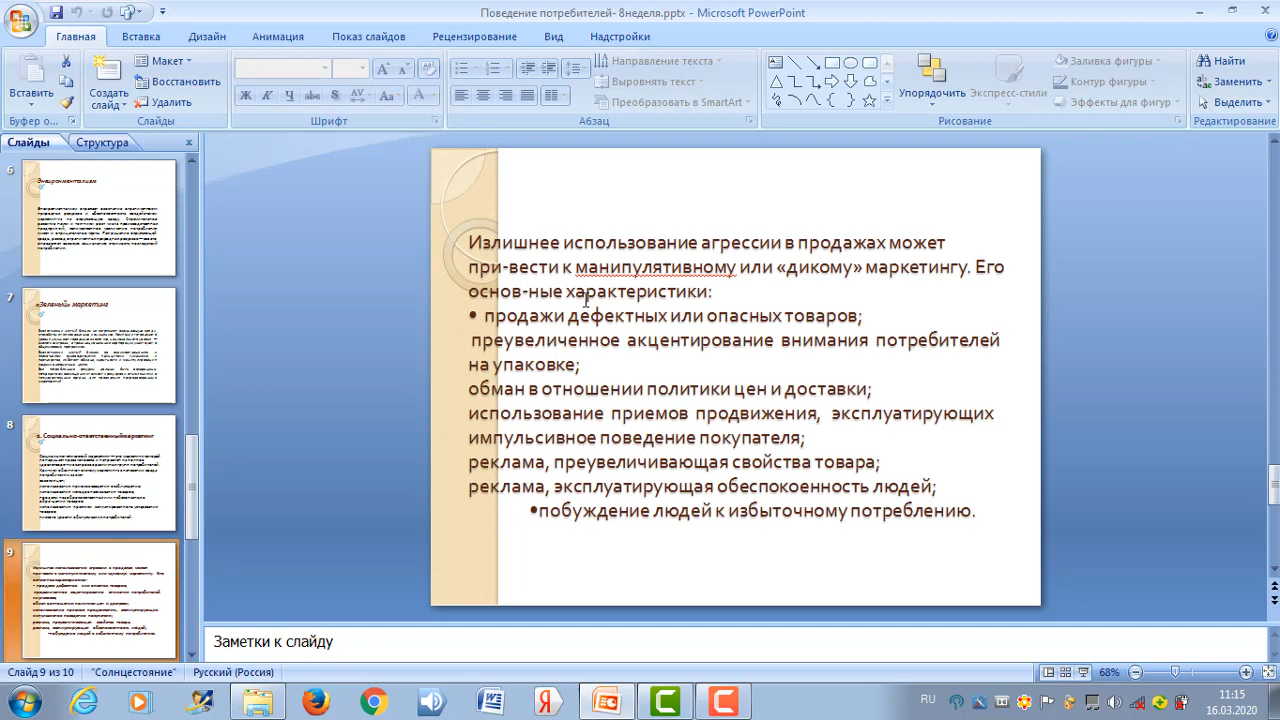 Поведение потребителей- 8неделя.pptx - Microsoft PowerPoint
Главная Вставка Дизайн Анимация Показ слайдов Рецензирование Вид Надстройки
Вставить
Создать слайд
Макет
Восстановить
Удалить
Направление текста
Выровнять текст
Преобразовать в SmartArt
Упорядочить
Экспресс-стили
Заливка фигуры
Контур фигуры
Эффекты для фигур
Найти
Заменить
Выделить
Буфер о... Слайды Шрифт Абзац Рисование Редактирование
Слайды Структура
6
Энвиронментализм
7
«Зеленый» маркетинг
8
9
Излишнее использование агрессии в продажах может
при-вести к манипулятивному или «дикому» маркетингу. Его
основ-ные характеристики:
• продажи дефектных или опасных товаров;
преувеличенное акцентирование внимания потребителей
на упаковке,
обман в отношении политики цен и доставки;
использование приемов продвижения, эксплуатирующих
импульсивное поведение покупателя;
реклама, преувеличивающая свойства товара;
реклама, эксплуатирующая обеспокоенность людей;
•побуждение людей к избыточному потреблению.
Заметки к слайду
Слайд 9 из 10 "Солнцестояние" Русский (Россия) 68%
RU 11:15
16.03.2020